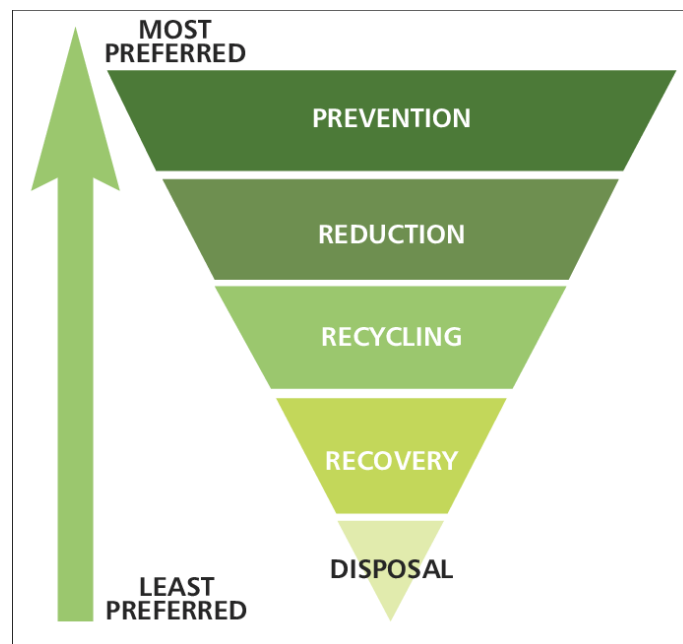 MOST
PREFERRED
PREVENTION
REDUCTION
RECYCLING
RECOVERY
DISPOSAL
LEAST
PREFERRED